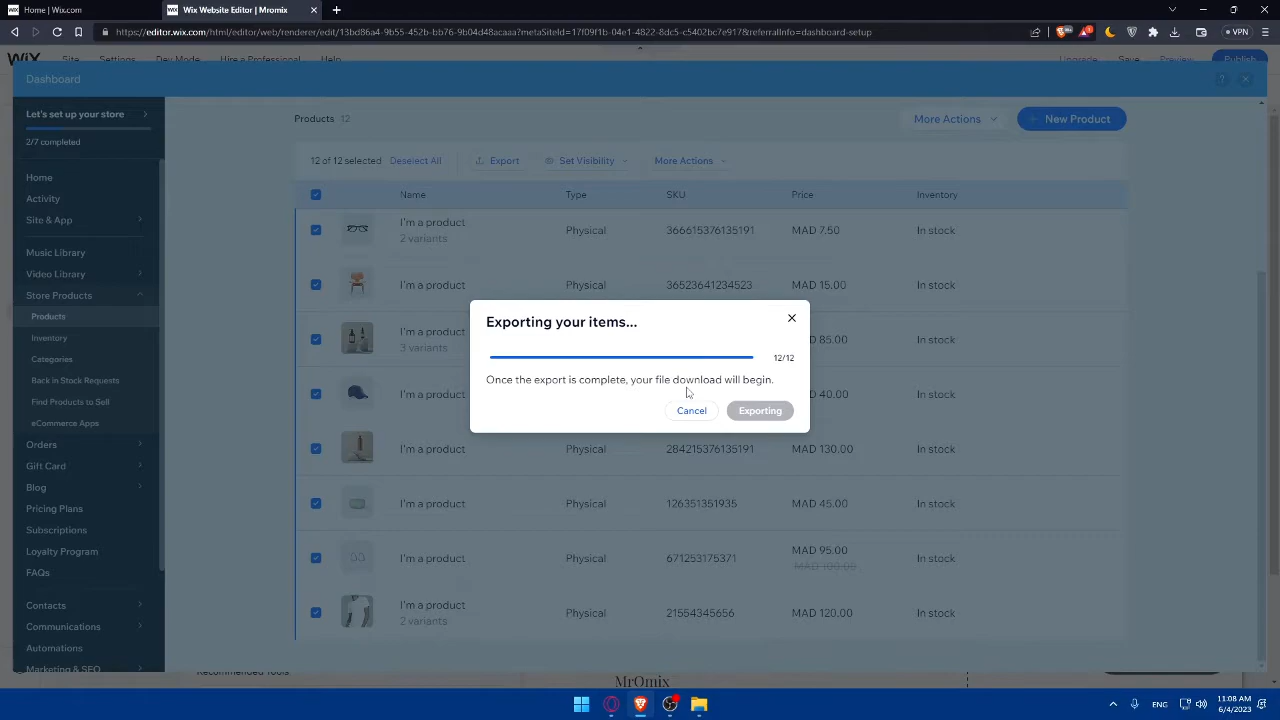 Home | Wix.com
WIX
Wix Website Editor | Mromix
https://editor.wix.com/html/editor/web/renderer/edit/13bd86a4-9b55-452b-bb76-9b04d48acaa7?metaSiteId=17f09f1b-04e1-4822-8dc5-c5402bc7e917&referralInfo=dashboard-setup
VPN
WIX
Site
Settings
Dev Mode
Hire a Professional
Help
Upgrade
Publish
Dashboard
?
Let's set up your store
2/7 completed
Home
Activity
Site & App
Music Library
Video Library
Store Products
Products
Inventory
Categories
Back in Stock Requests
Find Products to Sell
eCommerce Apps
Orders
Gift Card
Blog
Pricing Plans
Subscriptions
Loyalty Program
FAQs
Contacts
Communications
Automations
Marketing & SEO
Products 12
More Actions
+ New Product
12 of 12 selected Deselect All
Export
Set Visibility
More Actions
Name Type SKU Price Inventory
I'm a product Physical 366615376135191 MAD 7.50 In stock
2 variants
Physical 36523641234523 MAD 15.00 In stock
I'm a product
3 variants
D 85.00 In stock
D 40.00 In stock
I'm a product Physical 284215376135191 MAD 130.00 In stock
I'm a product Physical 126351351935 MAD 45.00 In stock
I'm a product Physical 671253175371 MAD 95.00 In stock
MAD 100.00
I'm a product Physical 21554345656 MAD 120.00 In stock
2 variants
Exporting your items...
12/12
Once the export is complete, your file download will begin.
Cancel
Exporting
Recommended Tools:
MrOmix
ENG
11:08 AM
6/4/2023